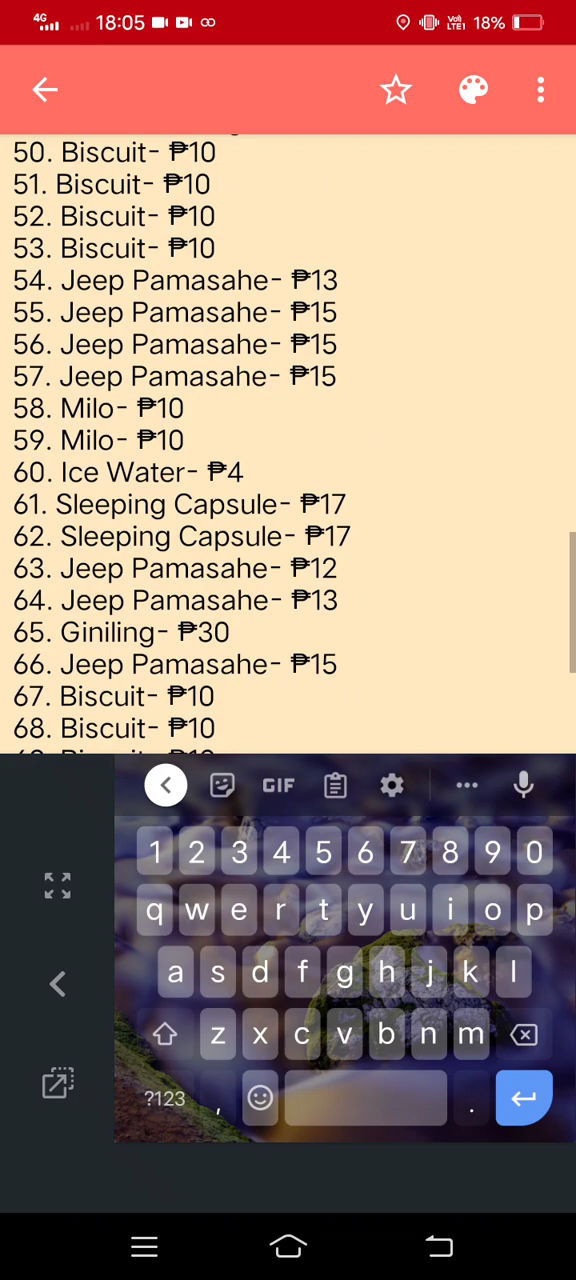 4G 18:05 VoI) LTE1 18%
50. Biscuit- ₱10
51. Biscuit- ₱10
52. Biscuit- ₱10
53. Biscuit- ₱10
54. Jeep Pamasahe- ₱13
55. Jeep Pamasahe- ₱15
56. Jeep Pamasahe- ₱15
57. Jeep Pamasahe- ₱15
58. Milo- ₱10
59. Milo- ₱10
60. Ice Water- ₱4
61. Sleeping Capsule- ₱17
62. Sleeping Capsule- ₱17
63. Jeep Pamasahe- ₱12
64. Jeep Pamasahe- ₱13
65. Giniling- ₱30
66. Jeep Pamasahe- ₱15
67. Biscuit- ₱10
68. Biscuit- ₱10
GIF
1 2 3 4 5 6 7 8 9 0
q w e r t y u i o p
a s d f g h j k l
z x c v b n m
?123 , .